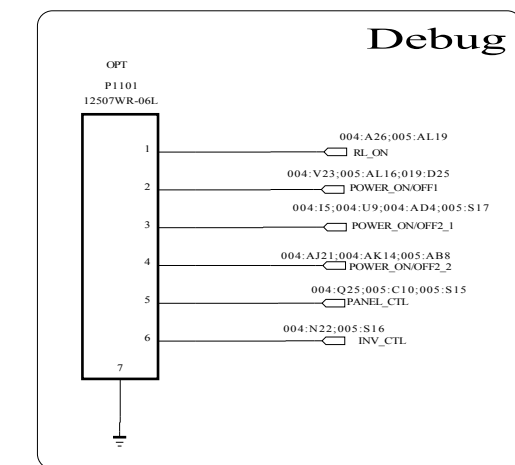 Debug
OPT
P1101
12507WR-06L
004:A26;005:AL19
1
RL_ON
004:V23;005:AL16;019:D25
2
POWER_ON/OFF1
004:I5;004:U9;004:AD4;005:S17
3
POWER_ON/OFF2_1
004:AJ21;004:AK14;005:AB8
4
POWER_ON/OFF2_2
004:Q25;005:C10;005:S15
5
PANEL_CTL
004:N22;005:S16
6
INV_CTL
7